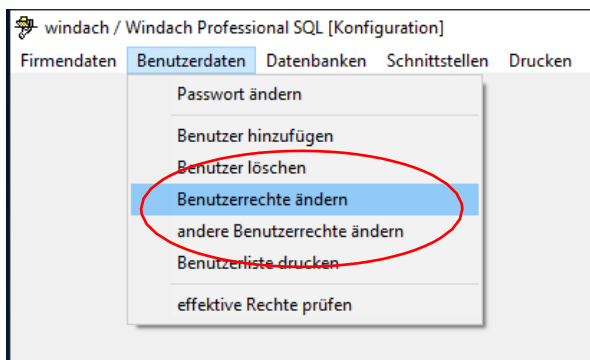 windach / Windach Professional SQL [Konfiguration]
Firmendaten Benutzerdaten Datenbanken Schnittstellen Drucken
Passwort ändern
Benutzer hinzufügen
Benutzer löschen
Benutzerrechte ändern
andere Benutzerrechte ändern
Benutzerliste drucken
effektive Rechte prüfen